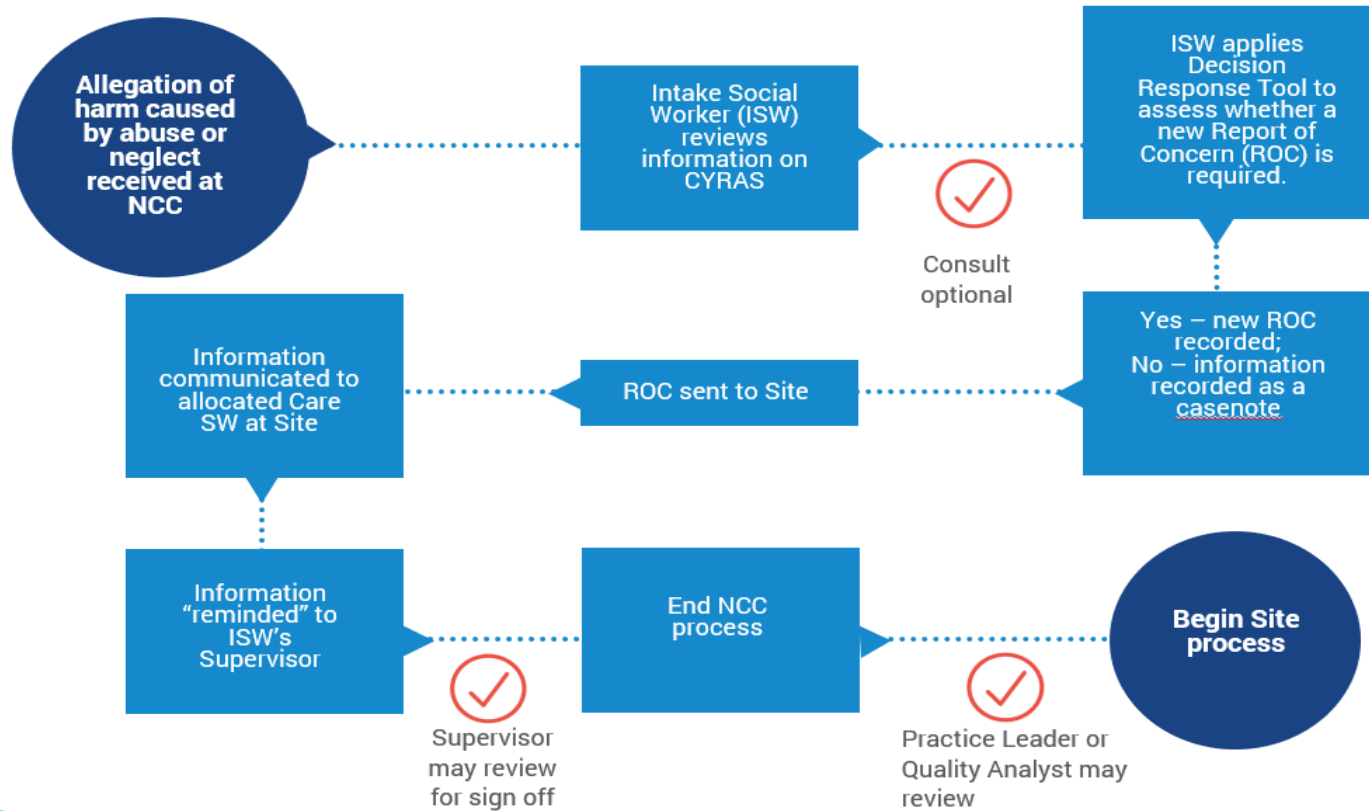 Allegation of
harm caused
by abuse or
neglect
received at
NCC
Intake Social
Worker (ISW)
reviews
information on
CYRAS
Consult
optional
ISW applies
Decision
Response Tool to
assess whether a
new Report of
Concern (ROC) is
required.
Yes – new ROC
recorded;
No – information
recorded as a
casenote
ROC sent to Site
Information
communicated to
allocated Care
SW at Site
Information
“reminded” to
ISW’s
Supervisor
Supervisor
may review
for sign off
End NCC
process
Practice Leader or
Quality Analyst may
review
Begin Site
process